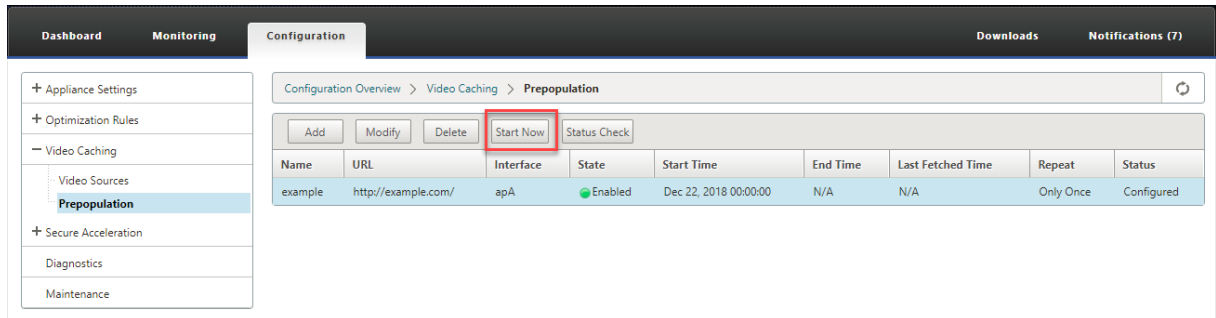 Dashboard Monitoring Configuration Downloads Notifications (7)
+ Appliance Settings
+ Optimization Rules
− Video Caching
Video Sources
Prepopulation
+ Secure Acceleration
Diagnostics
Maintenance
Configuration Overview > Video Caching > Prepopulation
Add Modify Delete Start Now Status Check
Name URL Interface State Start Time End Time Last Fetched Time Repeat Status
example http://example.com/ apA Enabled Dec 22, 2018 00:00:00 N/A N/A Only Once Configured